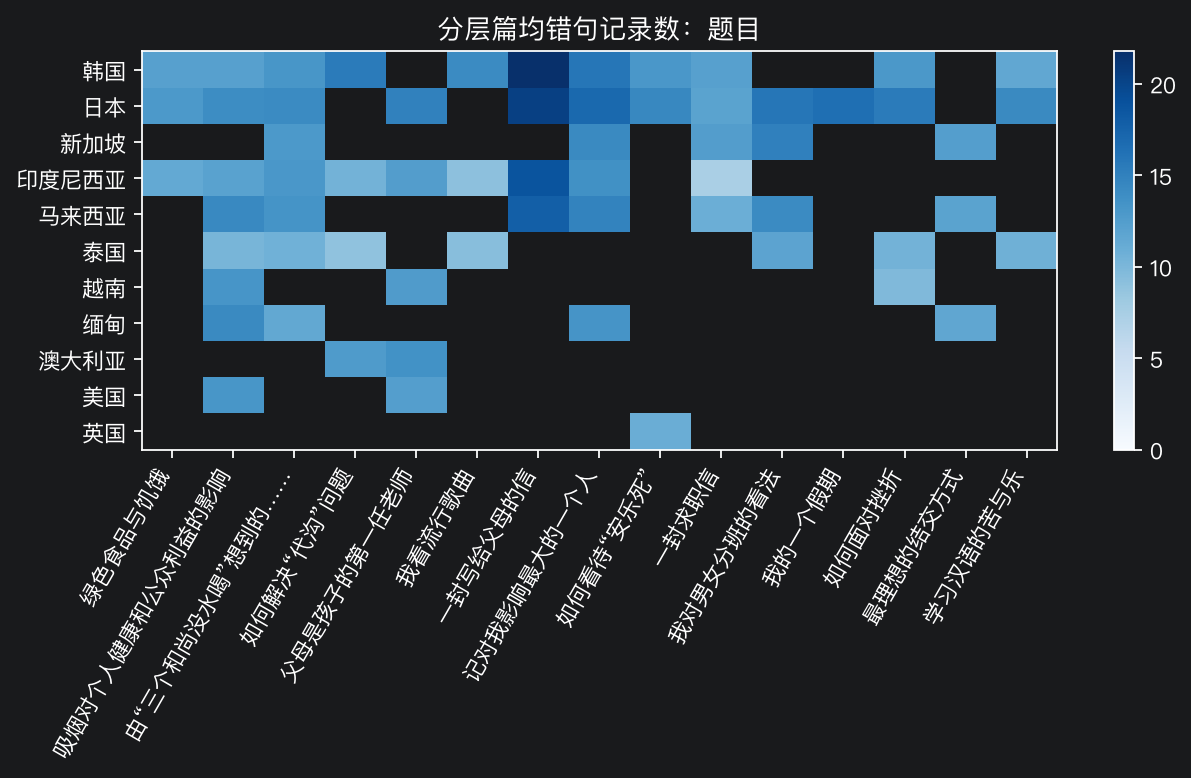 分层篇均错句记录数：题目
韩国
日本
新加坡
印度尼西亚
马来西亚
泰国
越南
缅甸
澳大利亚
美国
英国
绿色食品与饥饿
吸烟对个人健康和公众利益的影响
由“三个和尚没水喝”想到的……
如何解决“代沟”问题
父母是孩子的第一任老师
我看流行歌曲
一封写给父母的信
记对我影响最大的一个人
如何看待“安乐死”
一封求职信
我对男女分班的看法
我的一个假期
如何面对挫折
最理想的结交方式
学习汉语的苦与乐
20
15
10
5
0